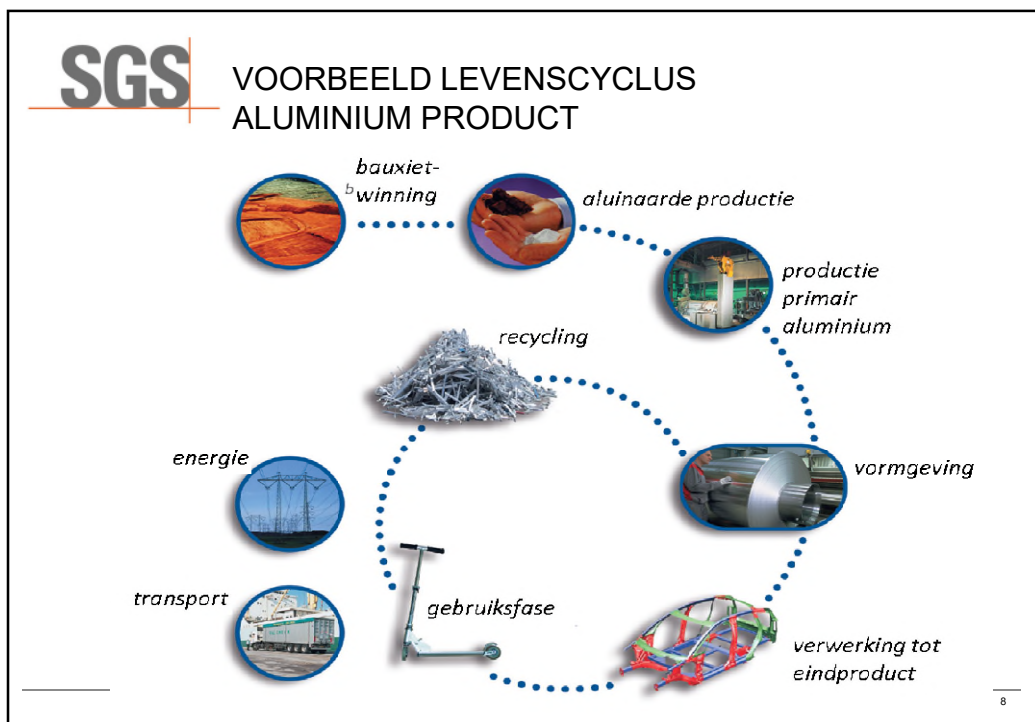 SGS
VOORBEELD LEVENSCYCLUS
ALUMINIUM PRODUCT
bauxiet-
b winning
aluinaarde productie
productie
primair
aluminium
recycling
energie
vormgeving
transport
gebruiksfase
verwerking tot
eindproduct
8